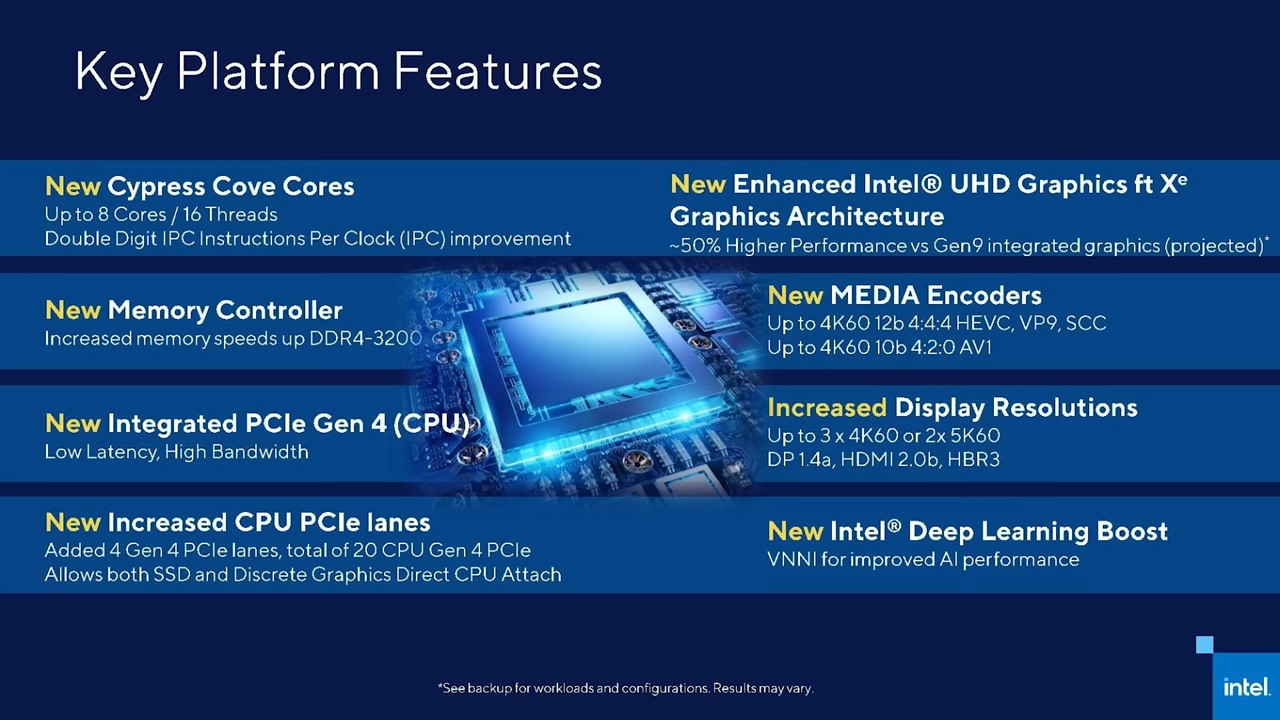 Key Platform Features
New Cypress Cove Cores
Up to 8 Cores / 16 Threads
Double Digit IPC Instructions Per Clock (IPC) improvement
New Memory Controller
Increased memory speeds up DDR4-3200
New Integrated PCIe Gen 4 (CPU)
Low Latency, High Bandwidth
New Increased CPU PCIe lanes
Added 4 Gen 4 PCIe lanes, total of 20 CPU Gen 4 PCIe
Allows both SSD and Discrete Graphics Direct CPU Attach
New Enhanced Intel® UHD Graphics ft Xᵉ
Graphics Architecture
~50% Higher Performance vs Gen9 integrated graphics (projected)*
New MEDIA Encoders
Up to 4K60 12b 4:4:4 HEVC, VP9, SCC
Up to 4K60 10b 4:2:0 AV1
Increased Display Resolutions
Up to 3 x 4K60 or 2x 5K60
DP 1.4a, HDMI 2.0b, HBR3
New Intel® Deep Learning Boost
VNNI for improved AI performance
*See backup for workloads and configurations. Results may vary.
intel.